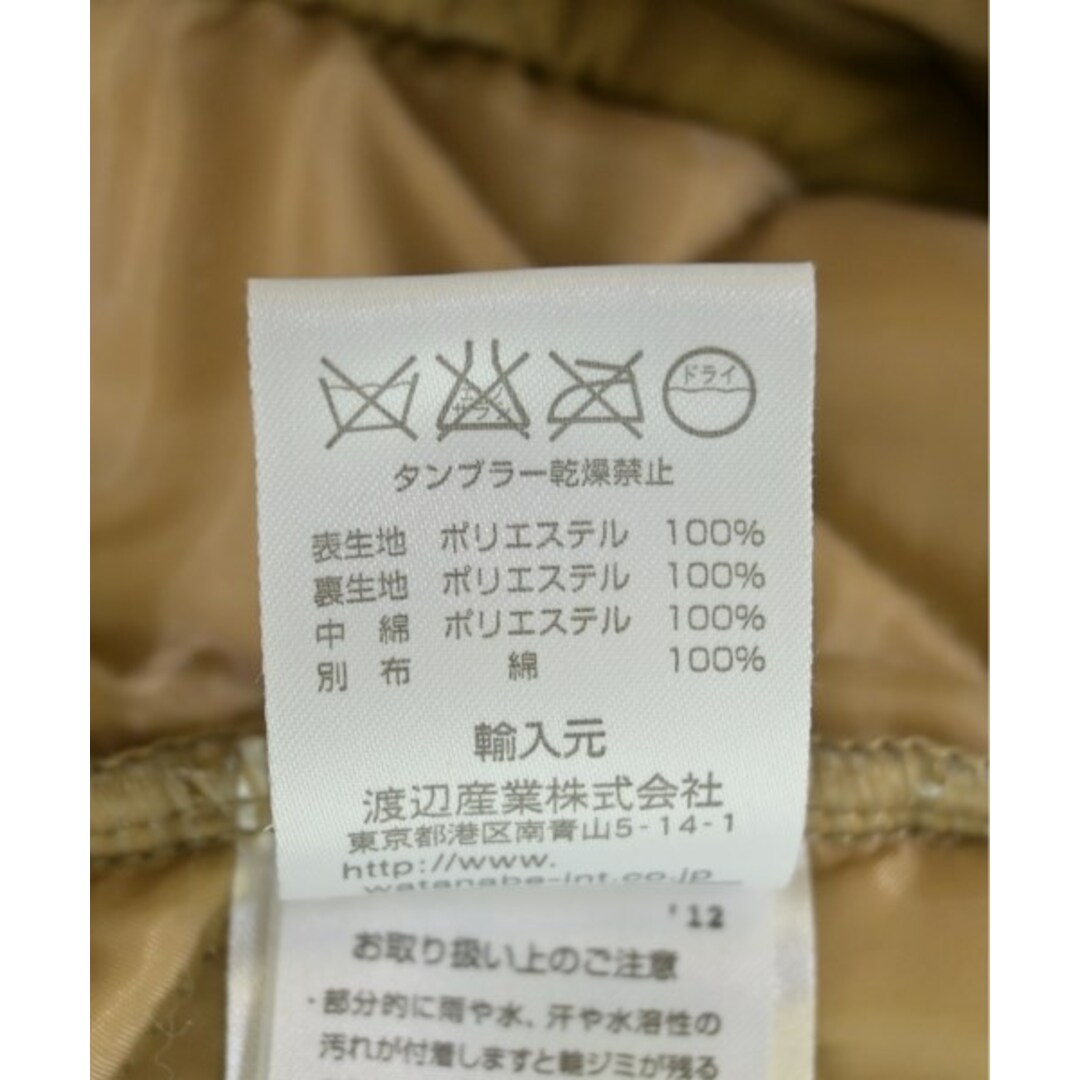 ドライ
タンブラー乾燥禁止
表生地 ポリエステル 100%
裏生地 ポリエステル 100%
中 綿 ポリエステル 100%
別 布 綿 100%
輸入元
渡辺産業株式会社
東京都港区南青山5-14-1
http://www.
watanabe-int.co.jp
'12
お取り扱い上のご注意
・部分的に雨や水、汗や水溶性の
汚れが付着しますと輪ジミが残る